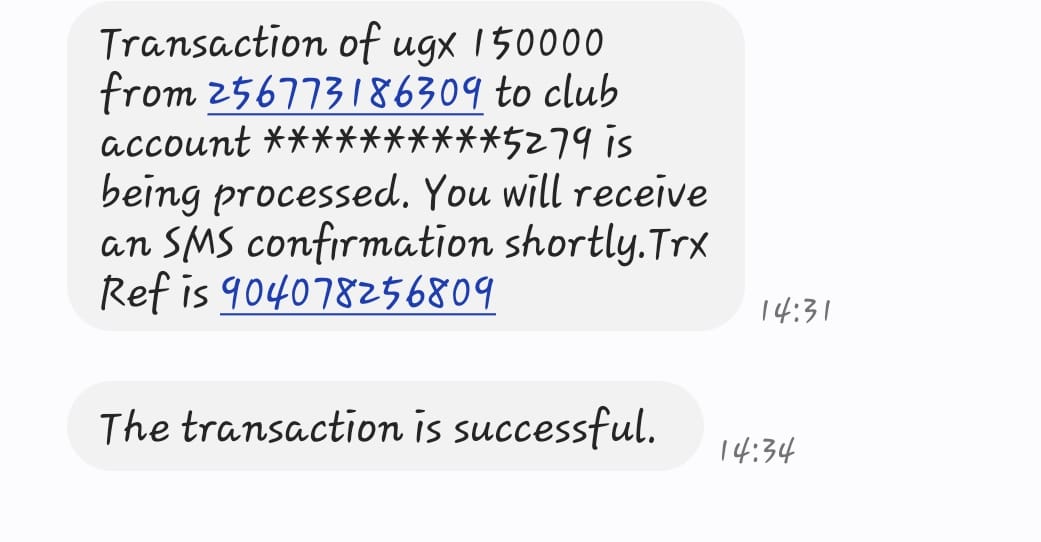 Transaction of ugx 150000
from 256773186309 to club
account **********5279 is
being processed. You will receive
an SMS confirmation shortly.Trx
Ref is 904078256809
14:31
The transaction is successful.
14:34